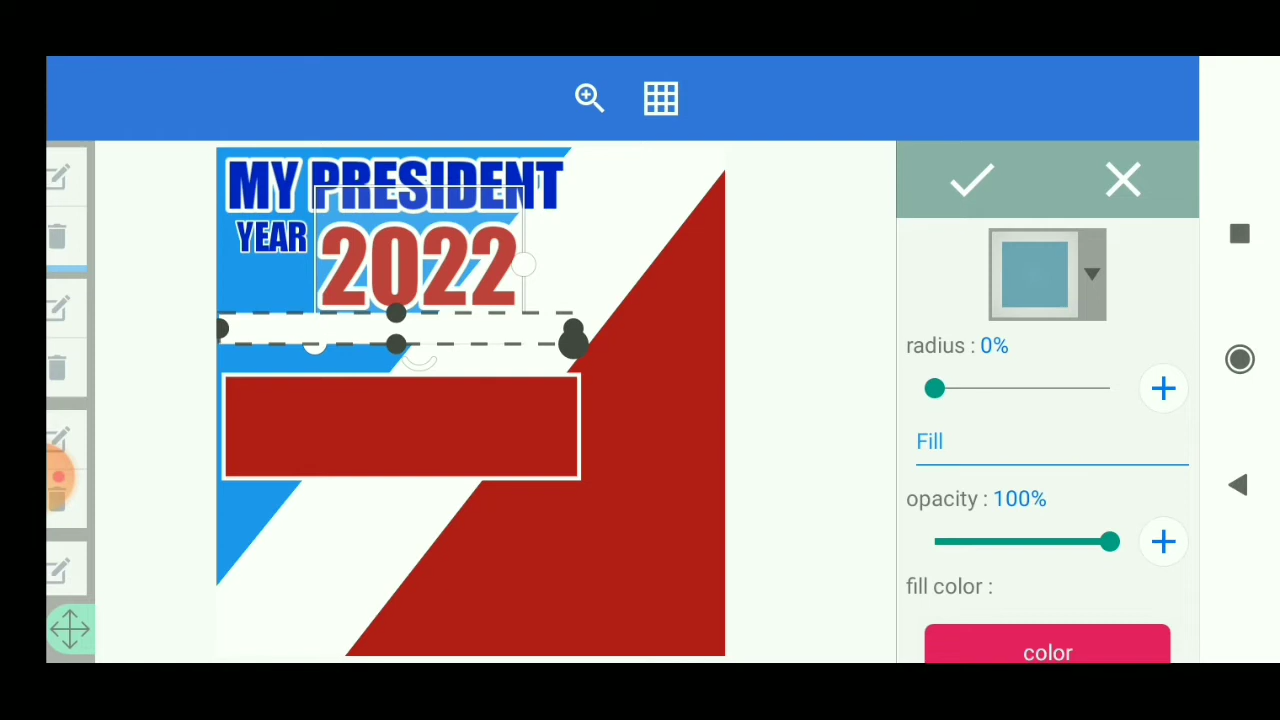 MY PRESIDENT
YEAR 2022
radius : 0%
Fill
opacity : 100%
fill color :
color